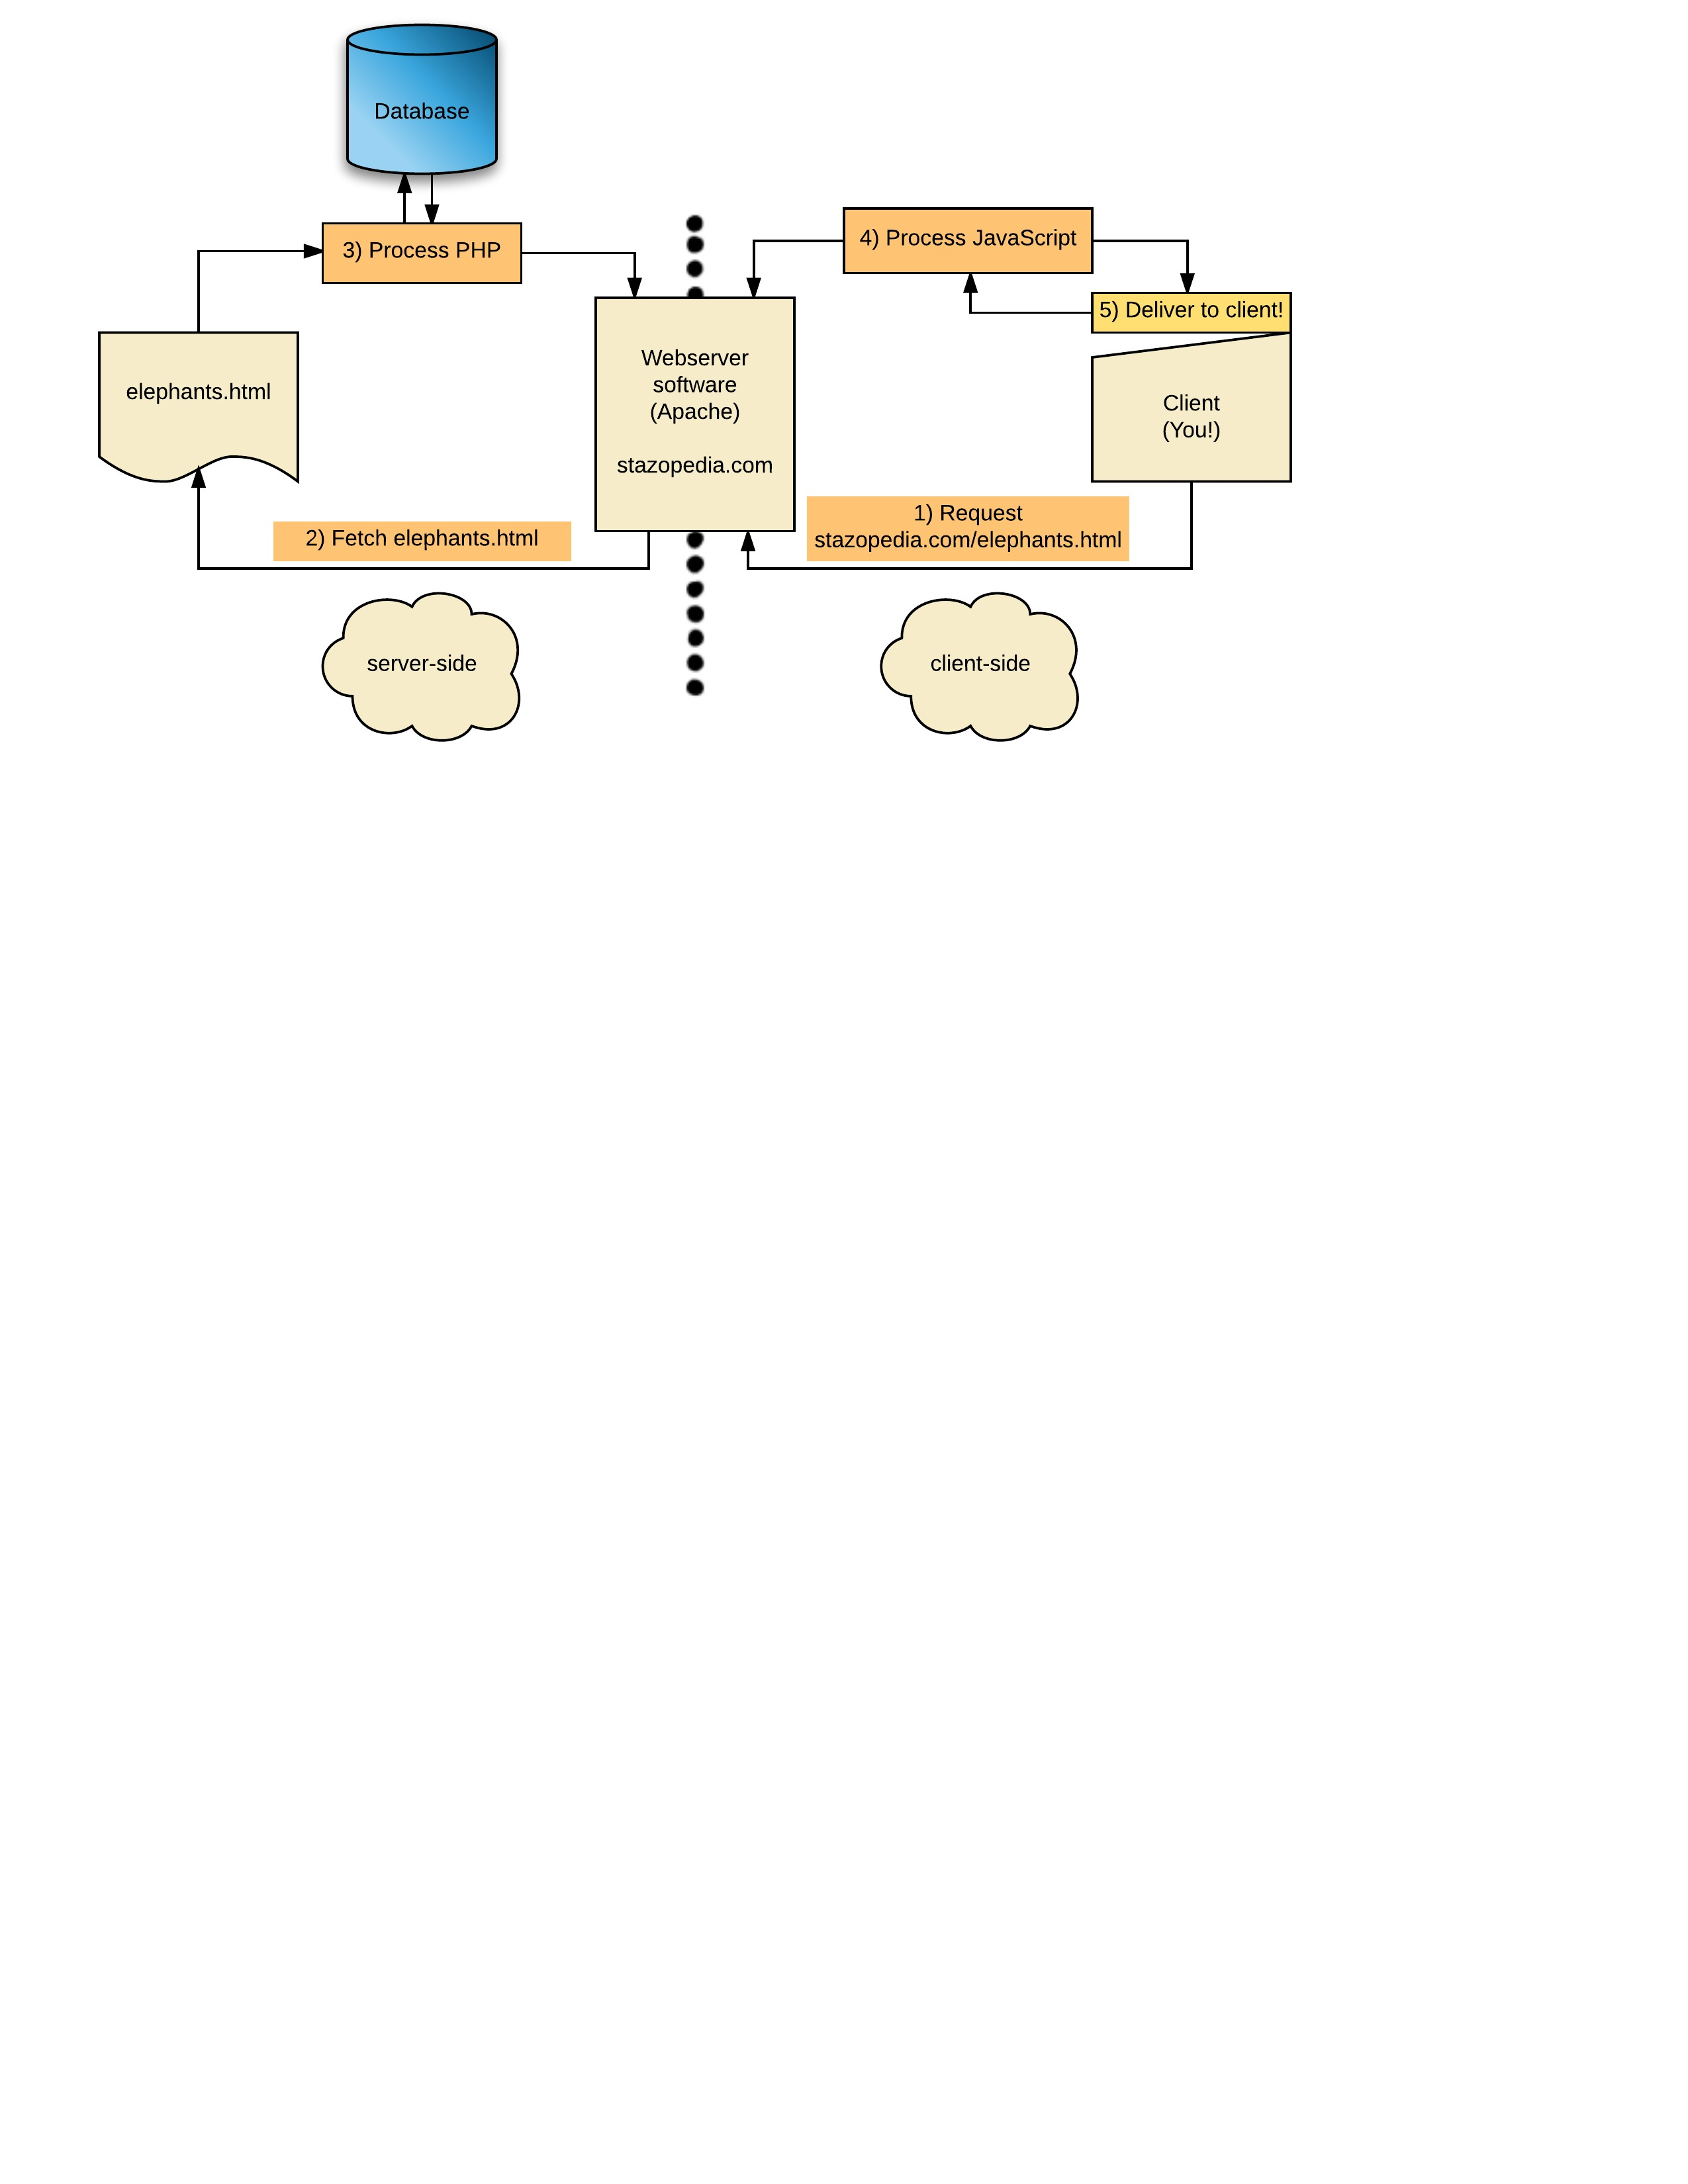 Database
3) Process PHP
4) Process JavaScript
5) Deliver to client!
elephants.html
Webserver
software
(Apache)
stazopedia.com
Client
(You!)
1) Request
stazopedia.com/elephants.html
2) Fetch elephants.html
server-side
client-side